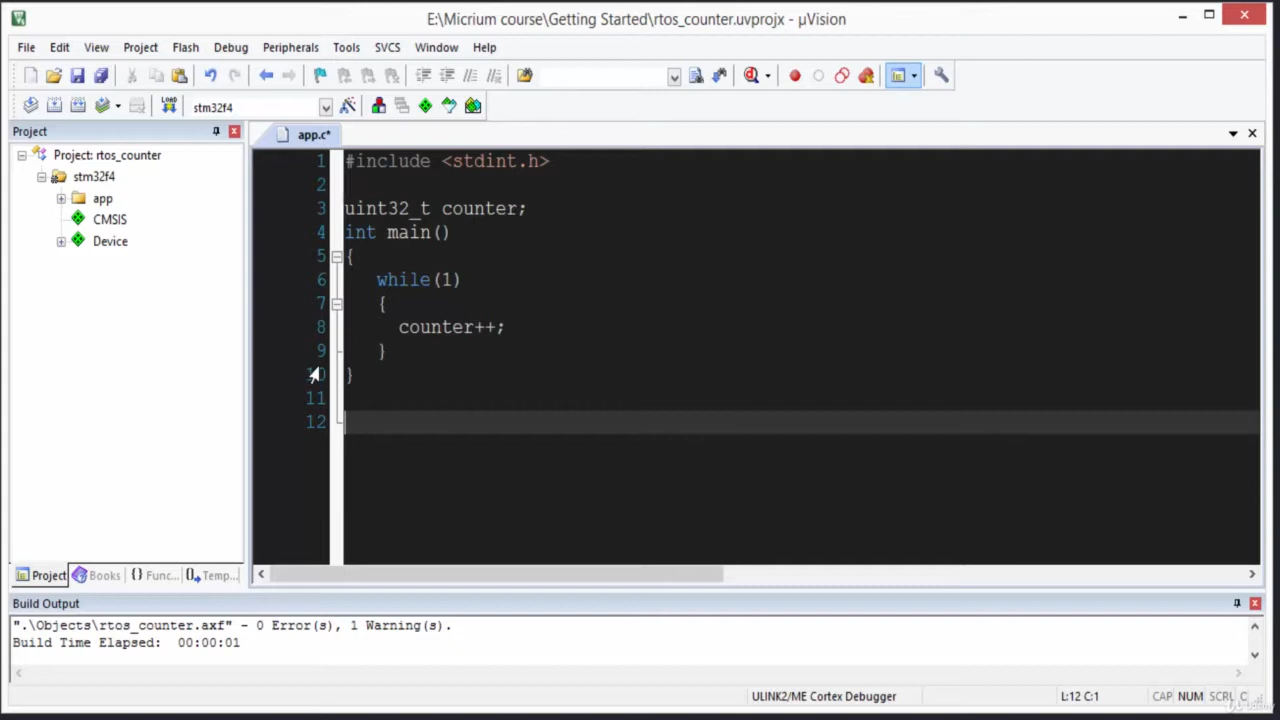 E:\Micrium course\Getting Started\rtos_counter.uvprojx - µVision
File Edit View Project Flash Debug Peripherals Tools SVCS Window Help
LOAD stm32f4
Project
Project: rtos_counter
stm32f4
app
CMSIS
Device
app.c*
1 #include <stdint.h>
2
3 uint32_t counter;
4 int main()
5 {
6 while(1)
7 {
8 counter++;
9 }
10 }
11
12
Project Books {} Func... Temp...
Build Output
".\Objects\rtos_counter.axf" - 0 Error(s), 1 Warning(s).
Build Time Elapsed: 00:00:01
ULINK2/ME Cortex Debugger L:12 C:1 CAP NUM SCRL